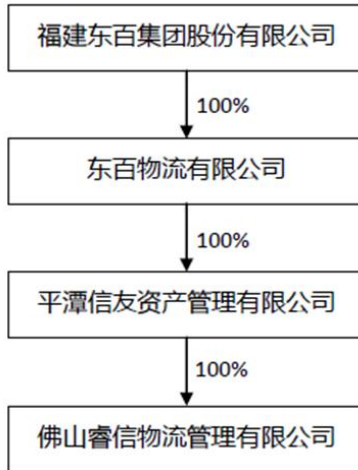 福建东百集团股份有限公司
100%
东百物流有限公司
100%
平潭信友资产管理有限公司
100%
佛山睿信物流管理有限公司